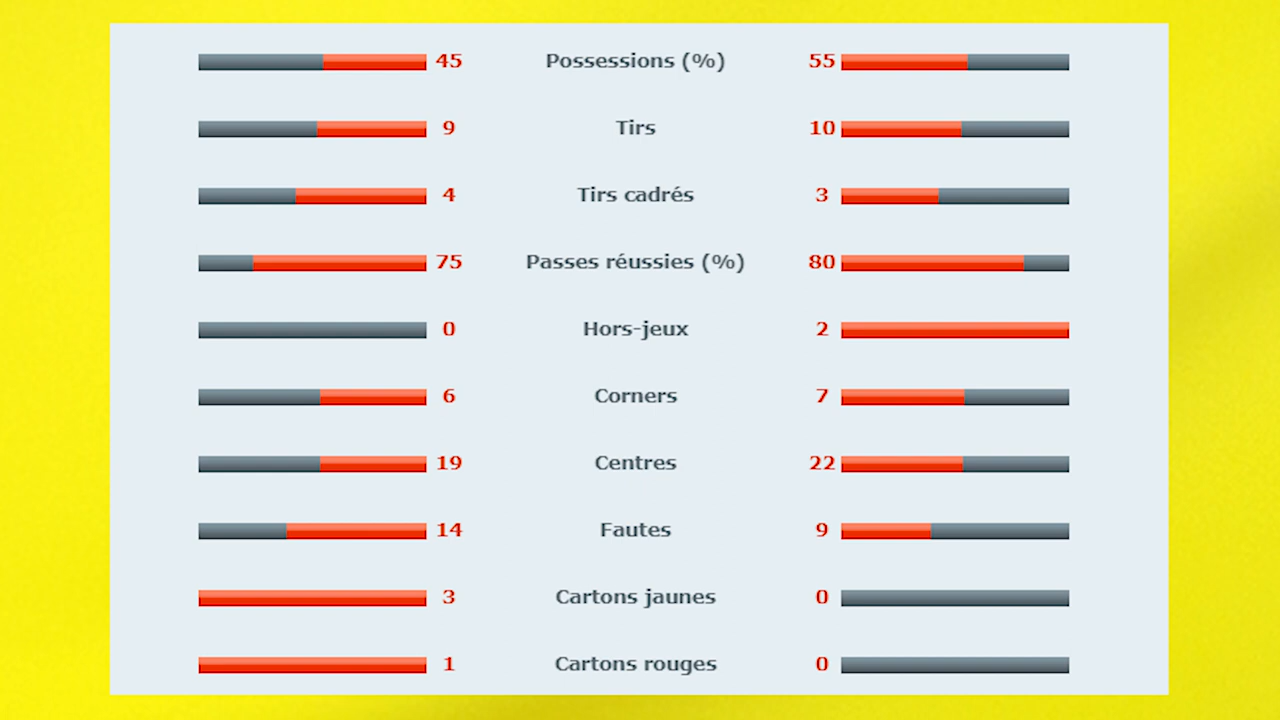 45 Possessions (%) 55
9 Tirs 10
4 Tirs cadrés 3
75 Passes réussies (%) 80
0 Hors-jeux 2
6 Corners 7
19 Centres 22
14 Fautes 9
3 Cartons jaunes 0
1 Cartons rouges 0